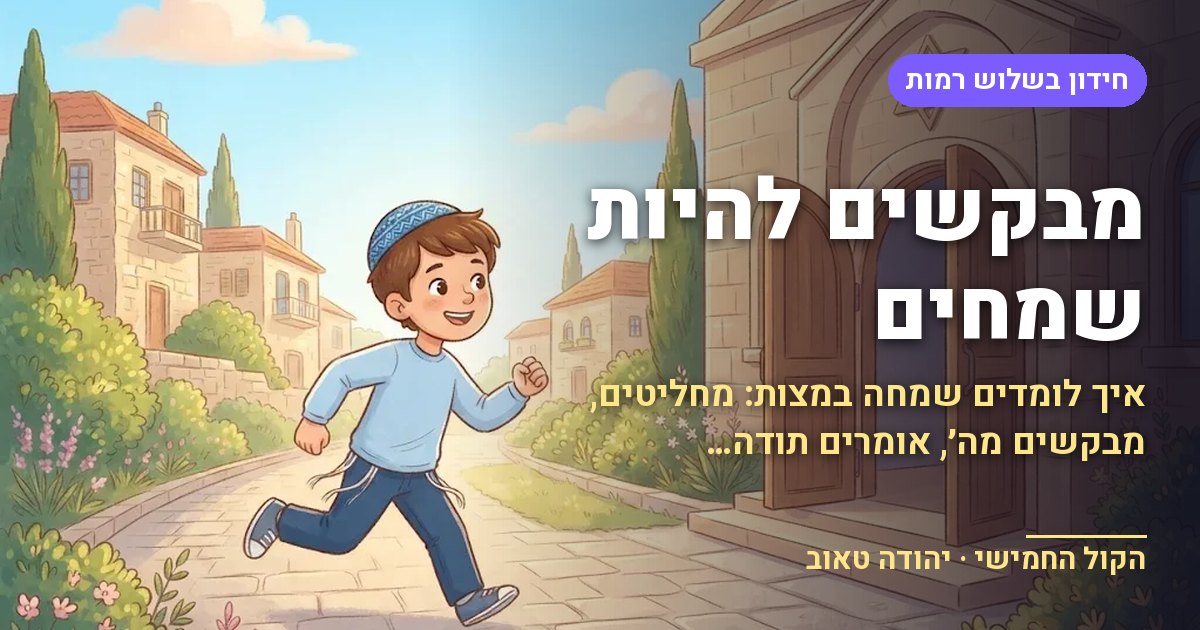 חידון בשלוש רמות
מבקשים להיות
שמחים
איך לומדים שמחה במצות: מחליטים,
מבקשים מה׳, אומרים תודה...
הקול החמישי · יהודה טאוב